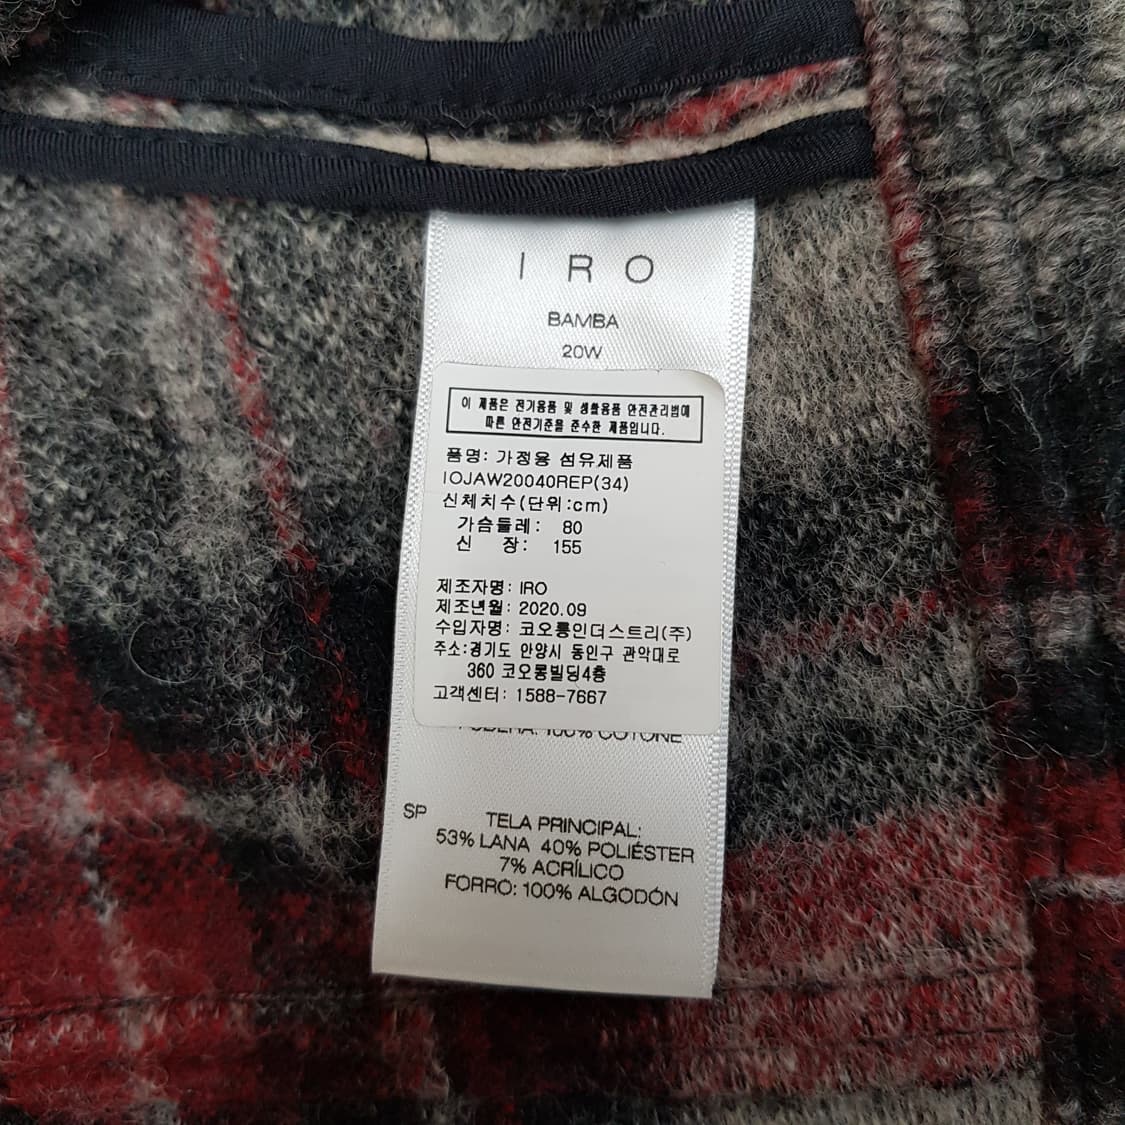 IRO
BAMBA
20W
이 제품은 전기용품 및 생활용품 안전관리법에
따른 안전기준을 준수한 제품입니다.
품명: 가정용 섬유제품
IOJAW20040REP(34)
신체치수(단위:cm)
가슴둘레: 80
신 장: 155
제조자명: IRO
제조년월: 2020.09
수입자명: 코오롱인더스트리(주)
주소:경기도 안양시 동인구 관악대로
360 코오롱빌딩4층
고객센터: 1588-7667
FODERA: 100% COTONE
SP
TELA PRINCIPAL:
53% LANA 40% POLIÉSTER
7% ACRÍLICO
FORRO: 100% ALGODÓN